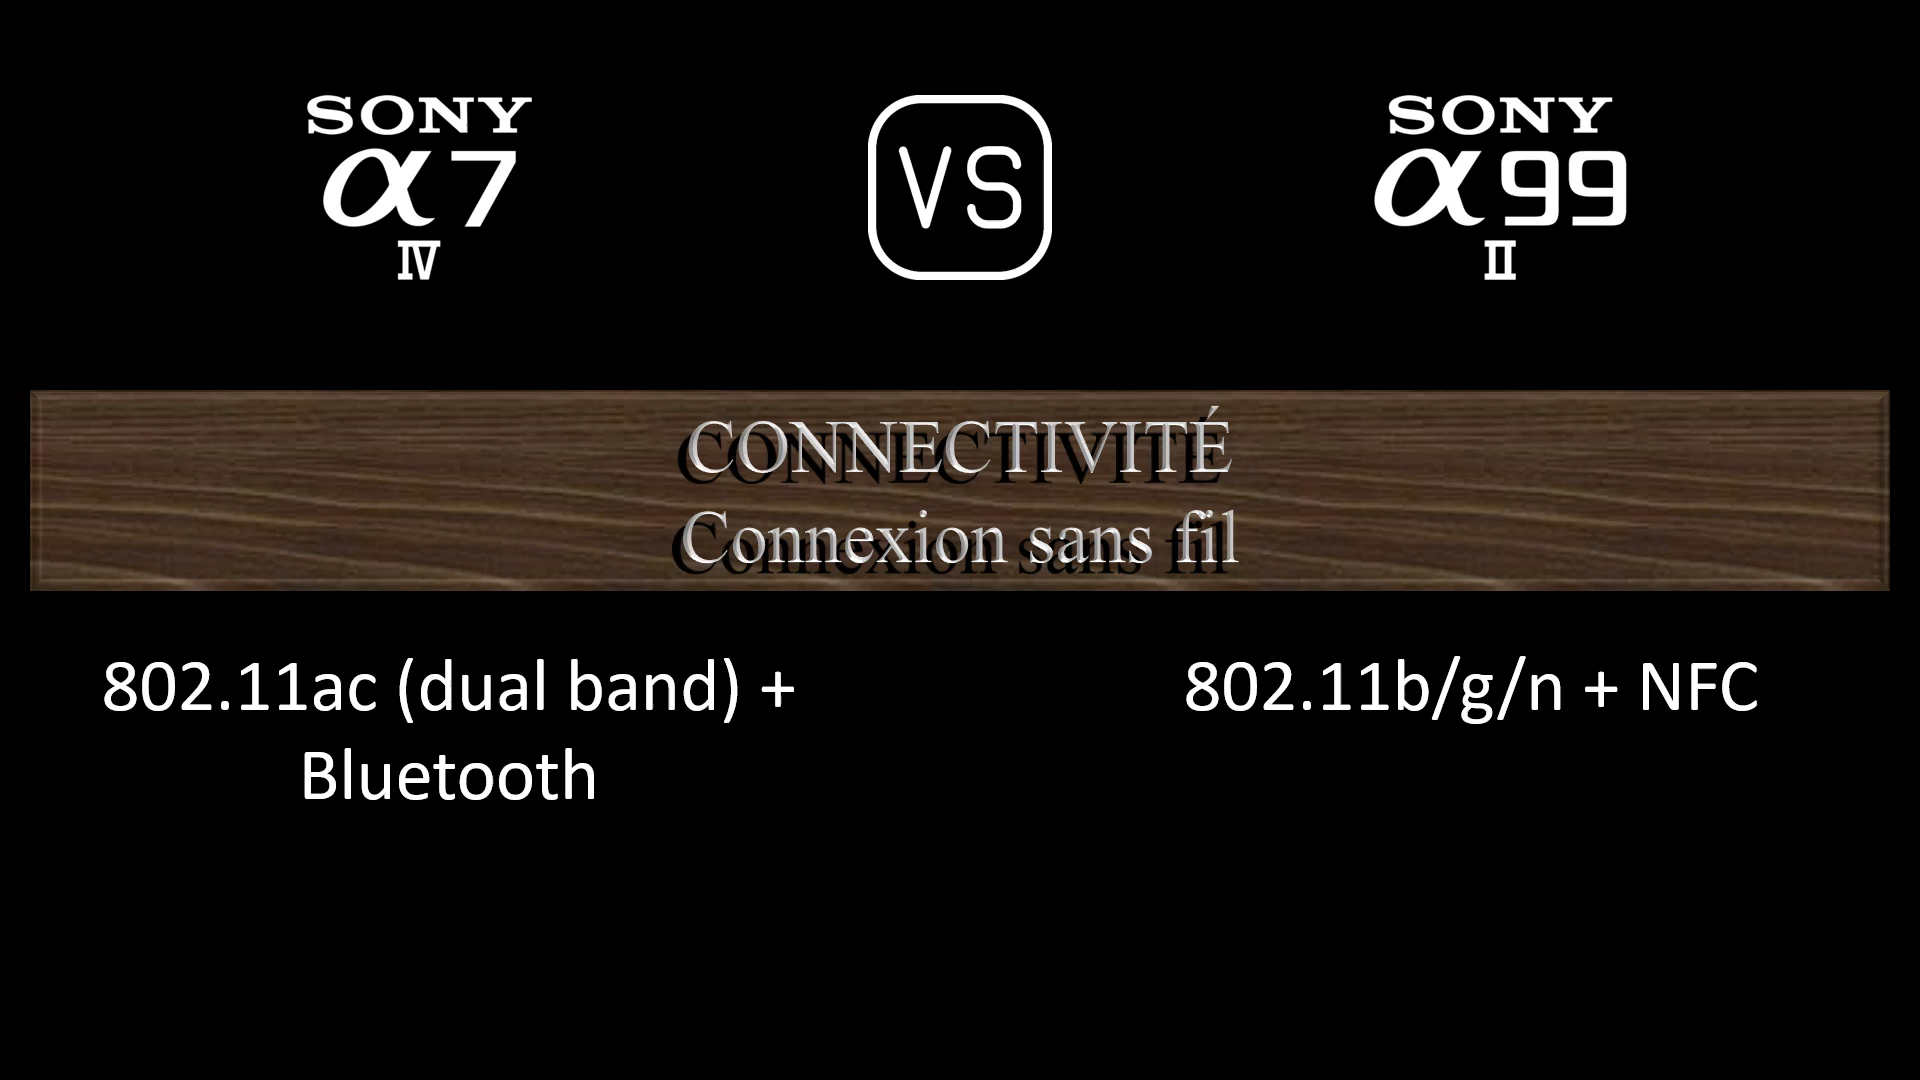 SONY
α7
IV
VS
SONY
α99
II
CONNECTIVITÉ
Connexion sans fil
802.11ac (dual band) +
Bluetooth
802.11b/g/n + NFC